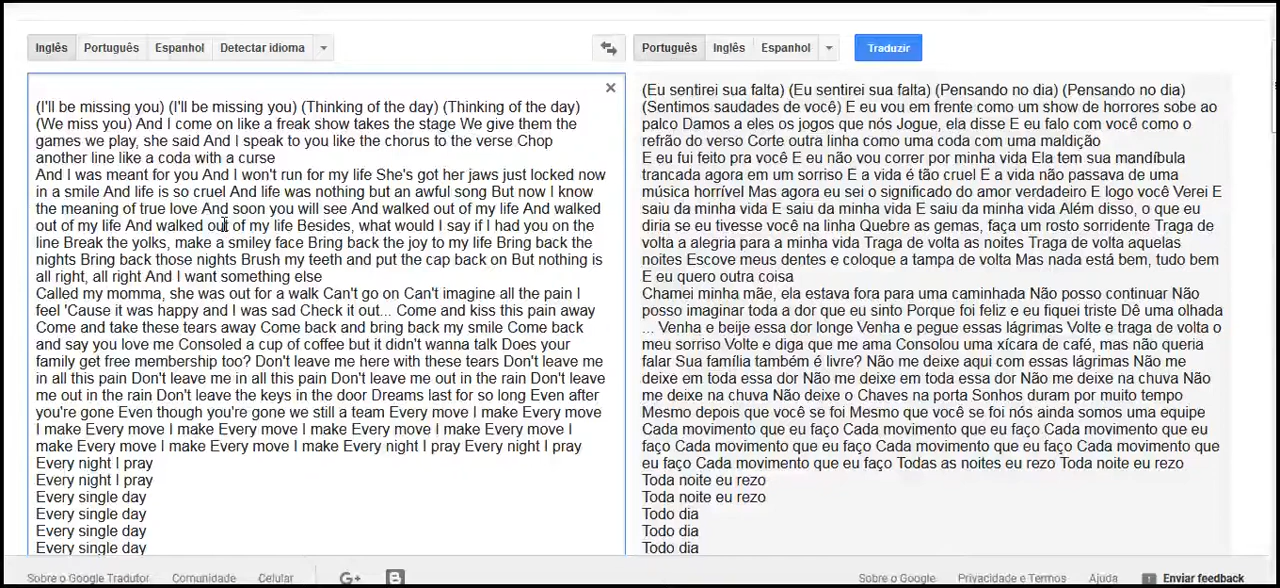 Inglês Português Espanhol Detectar idioma
Português Inglês Espanhol Traduzir
(I'll be missing you) (I'll be missing you) (Thinking of the day) (Thinking of the day)
(We miss you) And I come on like a freak show takes the stage We give them the
games we play, she said And I speak to you like the chorus to the verse Chop
another line like a coda with a curse
And I was meant for you And I won't run for my life She's got her jaws just locked now
in a smile And life is so cruel And life was nothing but an awful song But now I know
the meaning of true love And soon you will see And walked out of my life And walked
out of my life And walked out of my life Besides, what would I say if I had you on the
line Break the yolks, make a smiley face Bring back the joy to my life Bring back the
nights Bring back those nights Brush my teeth and put the cap back on But nothing is
all right, all right And I want something else
Called my momma, she was out for a walk Can't go on Can't imagine all the pain I
feel 'Cause it was happy and I was sad Check it out... Come and kiss this pain away
Come and take these tears away Come back and bring back my smile Come back
and say you love me Consoled a cup of coffee but it didn't wanna talk Does your
family get free membership too? Don't leave me here with these tears Don't leave me
in all this pain Don't leave me in all this pain Don't leave me out in the rain Don't leave
me out in the rain Don't leave the keys in the door Dreams last for so long Even after
you're gone Even though you're gone we still a team Every move I make Every move
I make Every move I make Every move I make Every move I make Every move I
make Every move I make Every move I make Every night I pray Every night I pray
Every night I pray
Every night I pray
Every single day
Every single day
Every single day
Every single day
(Eu sentirei sua falta) (Eu sentirei sua falta) (Pensando no dia) (Pensando no dia)
(Sentimos saudades de você) E eu vou em frente como um show de horrores sobe ao
palco Damos a eles os jogos que nós Jogue, ela disse E eu falo com você como o
refrão do verso Corte outra linha como uma coda com uma maldição
E eu fui feito pra você E eu não vou correr por minha vida Ela tem sua mandíbula
trancada agora em um sorriso E a vida é tão cruel E a vida não passava de uma
música horrível Mas agora eu sei o significado do amor verdadeiro E logo você Verei E
saiu da minha vida E saiu da minha vida E saiu da minha vida Além disso, o que eu
diria se eu tivesse você na linha Quebre as gemas, faça um rosto sorridente Traga de
volta a alegria para a minha vida Traga de volta as noites Traga de volta aquelas
noites Escove meus dentes e coloque a tampa de volta Mas nada está bem, tudo bem
E eu quero outra coisa
Chamei minha mãe, ela estava fora para uma caminhada Não posso continuar Não
posso imaginar toda a dor que eu sinto Porque foi feliz e eu fiquei triste Dê uma olhada
... Venha e beije essa dor longe Venha e pegue essas lágrimas Volte e traga de volta o
meu sorriso Volte e diga que me ama Consolou uma xícara de café, mas não queria
falar Sua família também é livre? Não me deixe aqui com essas lágrimas Não me
deixe em toda essa dor Não me deixe em toda essa dor Não me deixe na chuva Não
me deixe na chuva Não deixe o Chaves na porta Sonhos duram por muito tempo
Mesmo depois que você se foi Mesmo que você se foi nós ainda somos uma equipe
Cada movimento que eu faço Cada movimento que eu faço Cada movimento que eu
faço Cada movimento que eu faço Cada movimento que eu faço Cada movimento que
eu faço Cada movimento que eu faço Todas as noites eu rezo Toda noite eu rezo
Toda noite eu rezo
Toda noite eu rezo
Todo dia
Todo dia
Todo dia
Sobre o Google Tradutor Comunidade Celular G+ B
Sobre o Google Privacidade e Termos Ajuda Enviar feedback